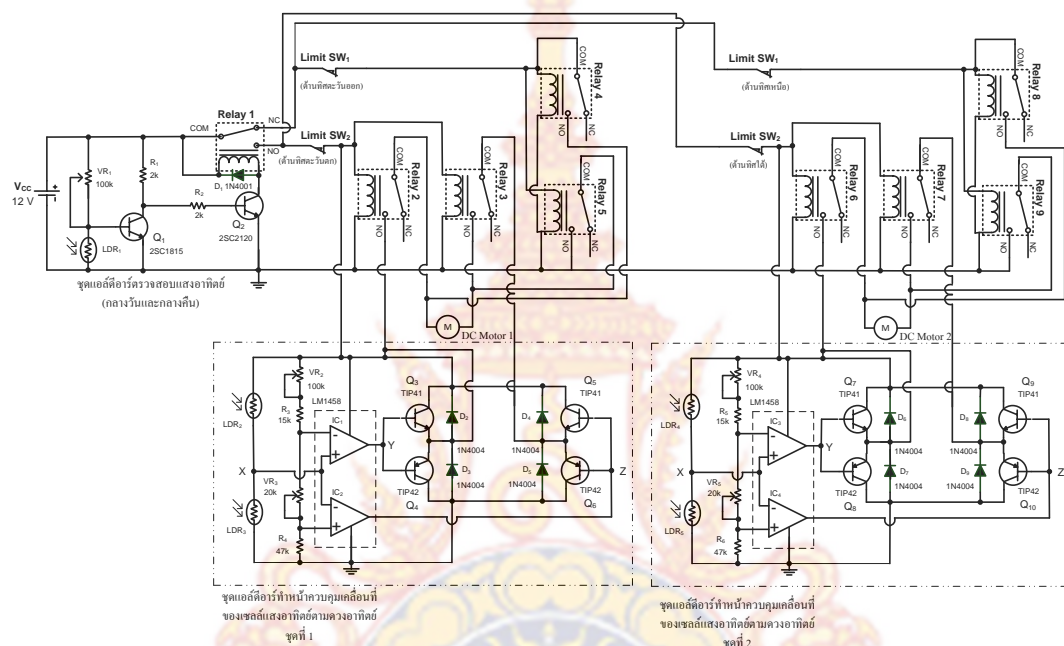 Limit SW₁
(ด้านทิศตะวันออก)
COM
Relay 4
NO
NC
Limit SW₁
(ด้านทิศเหนือ)
COM
Relay 8
NO
NC
Relay 1
COM
NC
NO
D₁ 1N4001
Limit SW₂
(ด้านทิศตะวันตก)
COM
Relay 2
NO
NC
COM
Relay 3
NO
NC
COM
Relay 5
NO
NC
Limit SW₂
(ด้านทิศใต้)
COM
Relay 6
NO
NC
COM
Relay 7
NO
NC
COM
Relay 9
NO
NC
VCC
12 V
VR₁
100k
R₁
2k
R₂
2k
LDR₁
Q₁
2SC1815
Q₂
2SC2120
ชุดแอล์ดีอาร์ตรวจสอบแสงอาทิตย์
(กลางวันและกลางคืน)
M
DC Motor 1
M
DC Motor 2
VR₂
100k
LM1458
R₃
15k
IC₁
LDR₂
X
VR₃
20k
IC₂
LDR₃
R₄
47k
Y
Q₃
TIP41
D₂
1N4004
D₃
1N4004
TIP42
Q₄
Q₅
TIP41
D₄
1N4004
D₅
1N4004
TIP42
Q₆
Z
VR₄
100k
LM1458
R₅
15k
IC₃
LDR₄
X
VR₅
20k
IC₄
LDR₅
R₆
47k
Y
Q₇
TIP41
D₆
1N4004
D₇
1N4004
TIP42
Q₈
Q₉
TIP41
D₈
1N4004
D₉
1N4004
TIP42
Q₁₀
Z
ชุดแอล์ดีอาร์ทำหน้าควบคุมเคลื่อนที่
ของเซลล์แสงอาทิตย์ตามดวงอาทิตย์
ชุดที่ 1
ชุดแอล์ดีอาร์ทำหน้าควบคุมเคลื่อนที่
ของเซลล์แสงอาทิตย์ตามดวงอาทิตย์
ชุดที่ 2